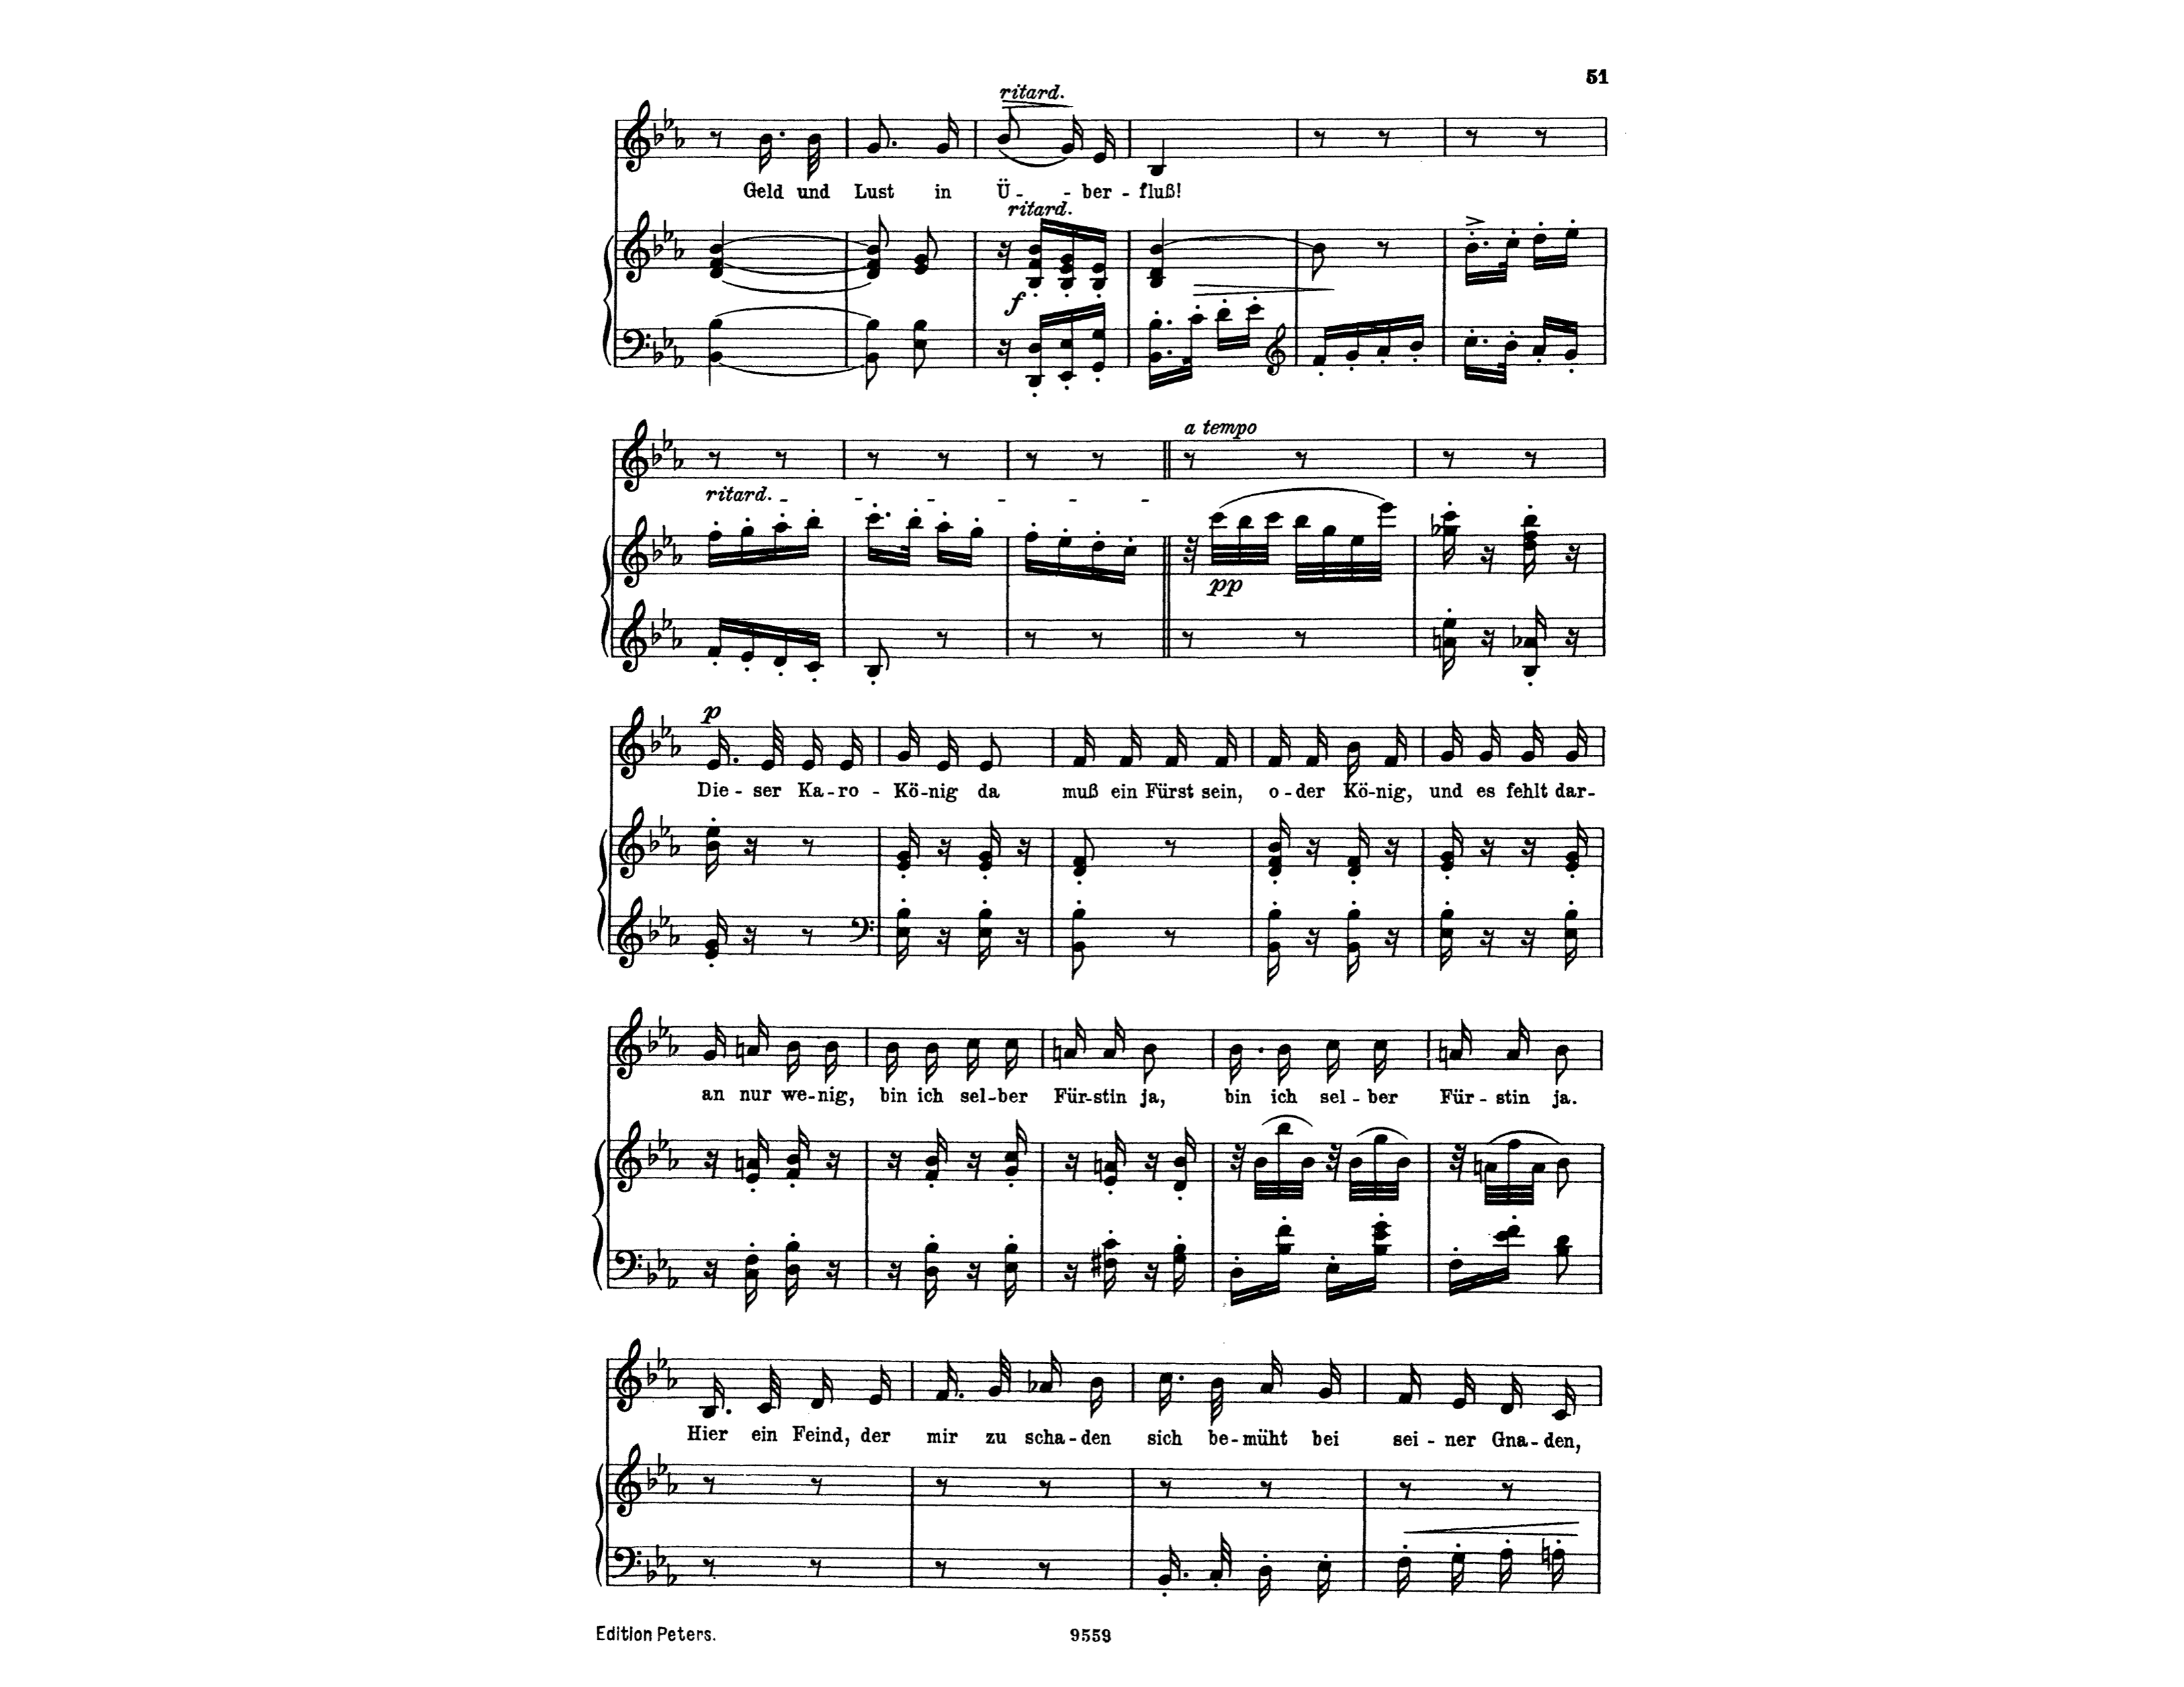 51
ritard.
Geld und Lust in Ü - - ber - fluß!
ritard.
f
a tempo
ritard. - - - - - -
pp
p
Die - ser Ka - ro - Kö - nig da muß ein Fürst sein, o - der Kö - nig, und es fehlt dar -
an nur we - nig, bin ich sel - ber Für - stin ja, bin ich sel - ber Für - stin ja.
Hier ein Feind, der mir zu scha - den sich be - müht bei sei - ner Gna - den,
Edition Peters. 9559